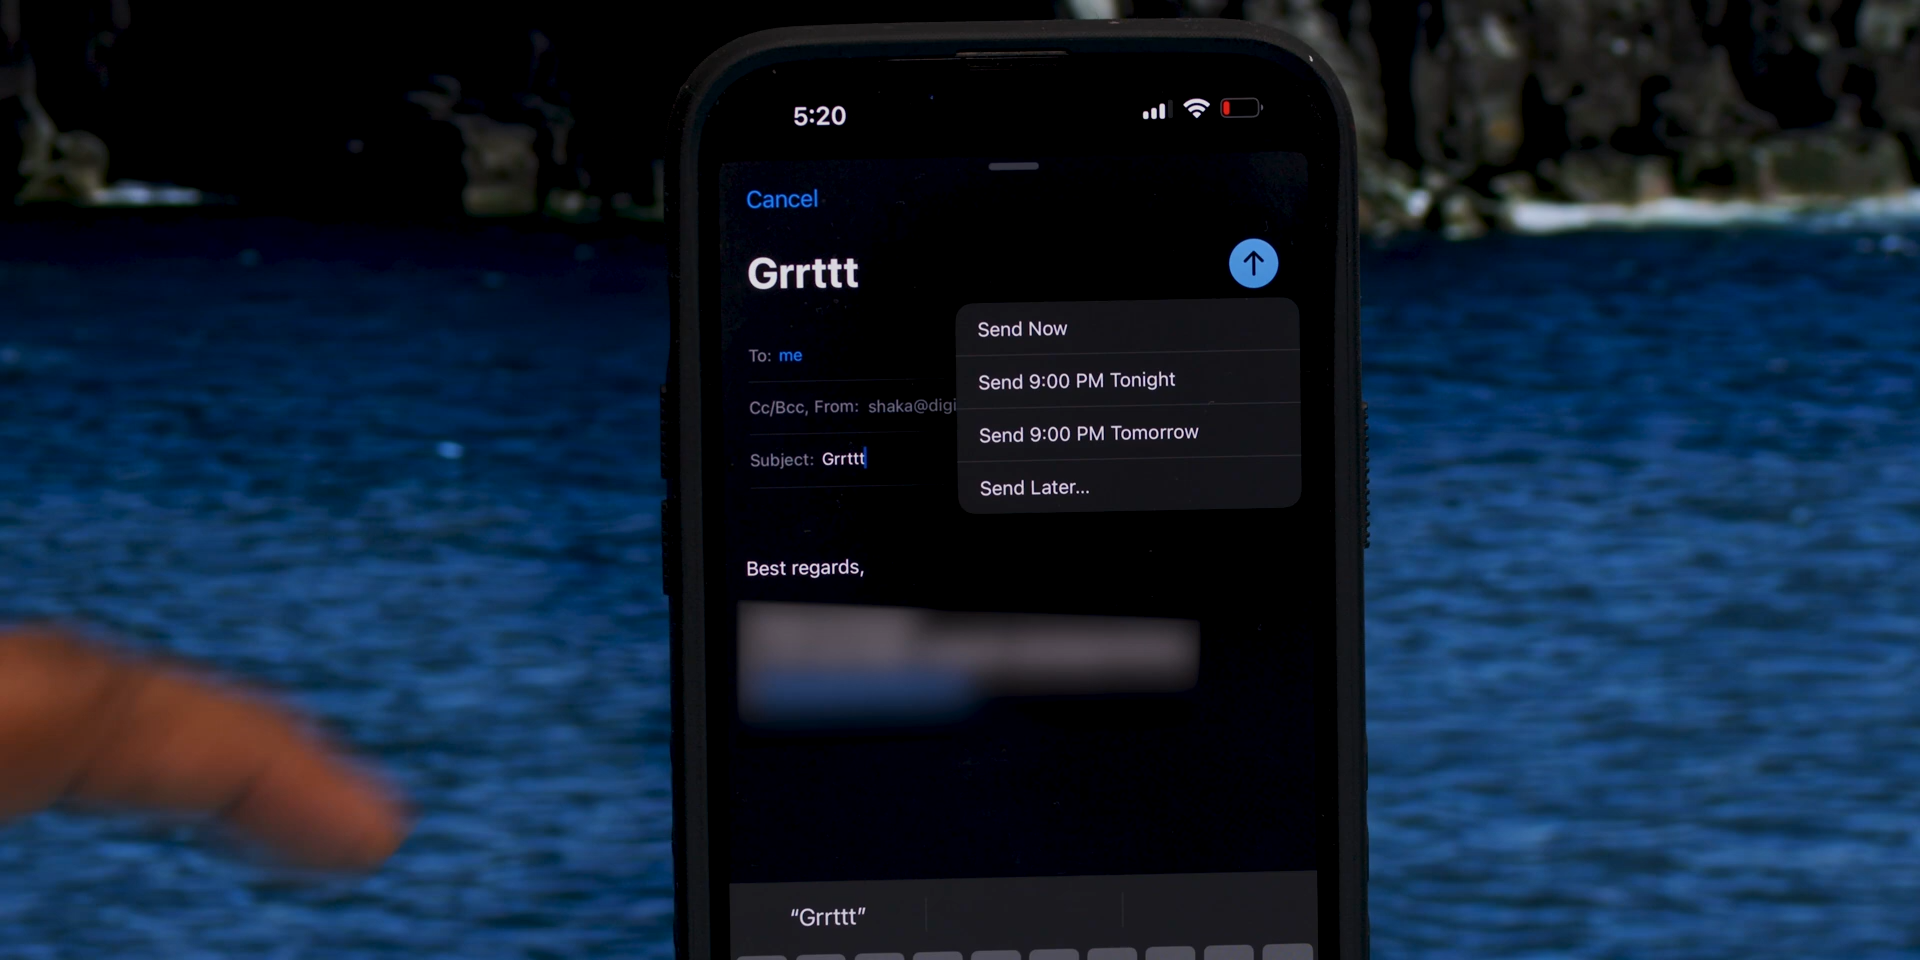 5:20
Cancel
Grrttt
Send Now
To: me
Send 9:00 PM Tonight
Cc/Bcc, From: shaka@digi
Send 9:00 PM Tomorrow
Subject: Grrttt
Send Later...
Best regards,
“Grrttt”